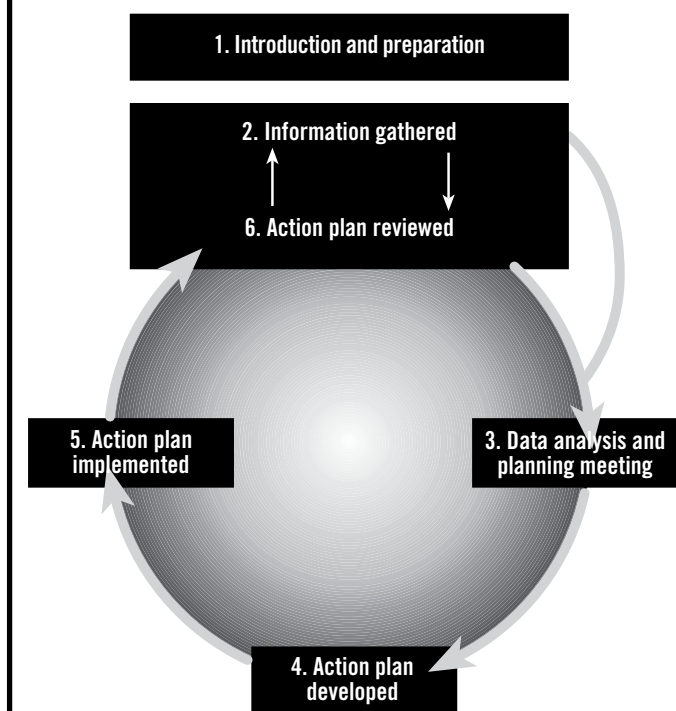 1. Introduction and preparation
2. Information gathered
6. Action plan reviewed
5. Action plan
implemented
3. Data analysis and
planning meeting
4. Action plan
developed